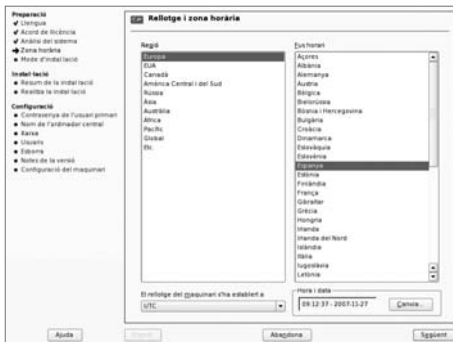 Preparació
Llengua
Acord de llicència
Anàlisi del sistema
Zona horària
Mode d'instal·lació
Instal·lació
Resum de la instal·lació
Realitza la instal·lació
Configuració
Contrasenya de l'usuari primari
Nom de l'ordinador central
Xarxa
Usuaris
Esborra
Notes de la versió
Configuració del maquinari
Rellotge i zona horària
Regió
Europa
EUA
Canadà
Amèrica Central i del Sud
Rússia
Àsia
Austràlia
Àfrica
Pacífic
Global
Etc.
El rellotge del maquinari s'ha establert a
UTC
Fus horari
Açores
Albània
Alemanya
Àustria
Bèlgica
Bielorússia
Bòsnia i Hercegovina
Bulgària
Croàcia
Dinamarca
Eslovàquia
Eslovènia
Espanya
Estònia
Finlàndia
França
Gibraltar
Grècia
Hongria
Irlanda
Irlanda del Nord
Islàndia
Itàlia
Iugoslàvia
Letònia
Hora i data
09:12:37 - 2007-11-27
Canvia...
Ajuda
Abandona
Següent